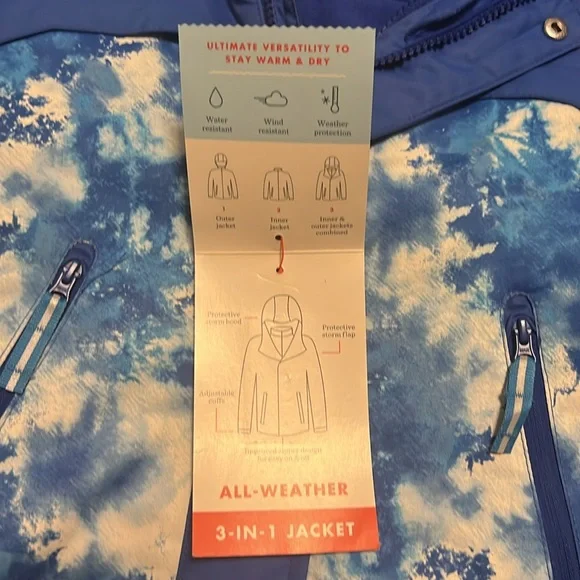 ULTIMATE VERSATILITY TO
STAY WARM & DRY
Water
resistant
Wind
resistant
Weather
protection
1
Outer
jacket
2
Inner
jacket
3
Inner &
outer jackets
combined
Protective
storm hood
Protective
storm flap
Adjustable
cuffs
ALL-WEATHER
3-IN-1 JACKET